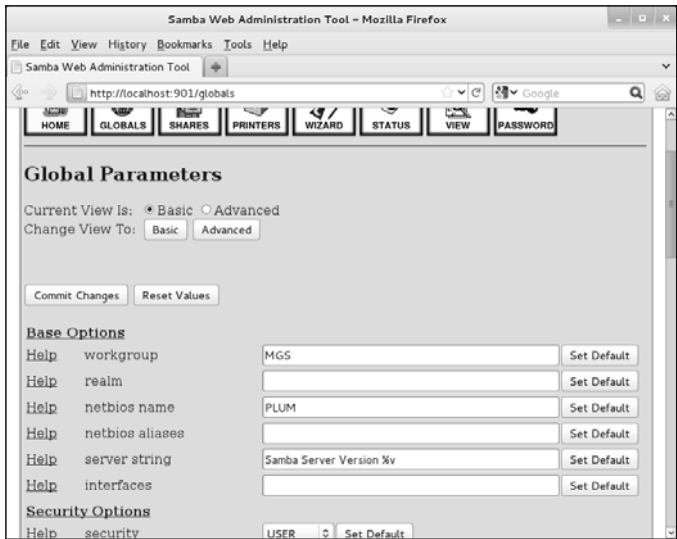 Samba Web Administration Tool – Mozilla Firefox
File Edit View History Bookmarks Tools Help
Samba Web Administration Tool
http://localhost:901/globals Google
HOME GLOBALS SHARES PRINTERS WIZARD STATUS VIEW PASSWORD
Global Parameters
Current View Is: Basic Advanced
Change View To: Basic Advanced
Commit Changes Reset Values
Base Options
Help workgroup MGS Set Default
Help realm Set Default
Help netbios name PLUM Set Default
Help netbios aliases Set Default
Help server string Samba Server Version %v Set Default
Help interfaces Set Default
Security Options
Help security USER Set Default